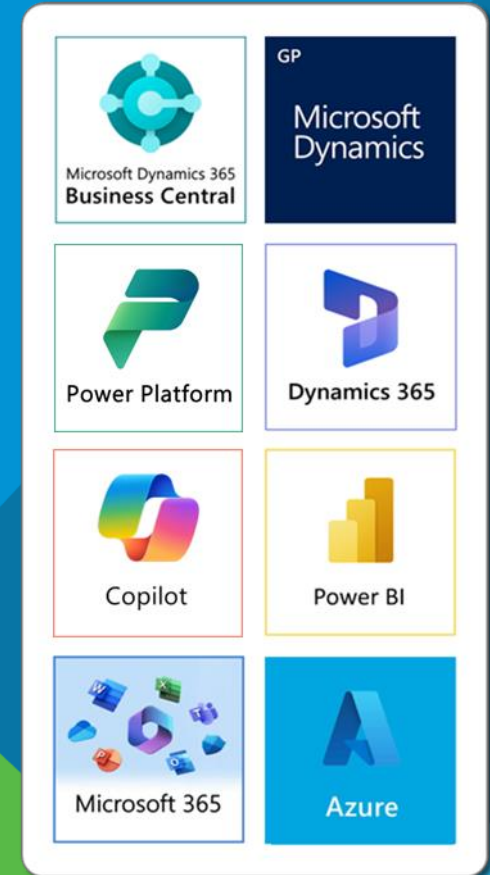 Microsoft Dynamics 365
Business Central
GP
Microsoft
Dynamics
Power Platform
Dynamics 365
Copilot
Power BI
W
X
T
P
O
Microsoft 365
Azure